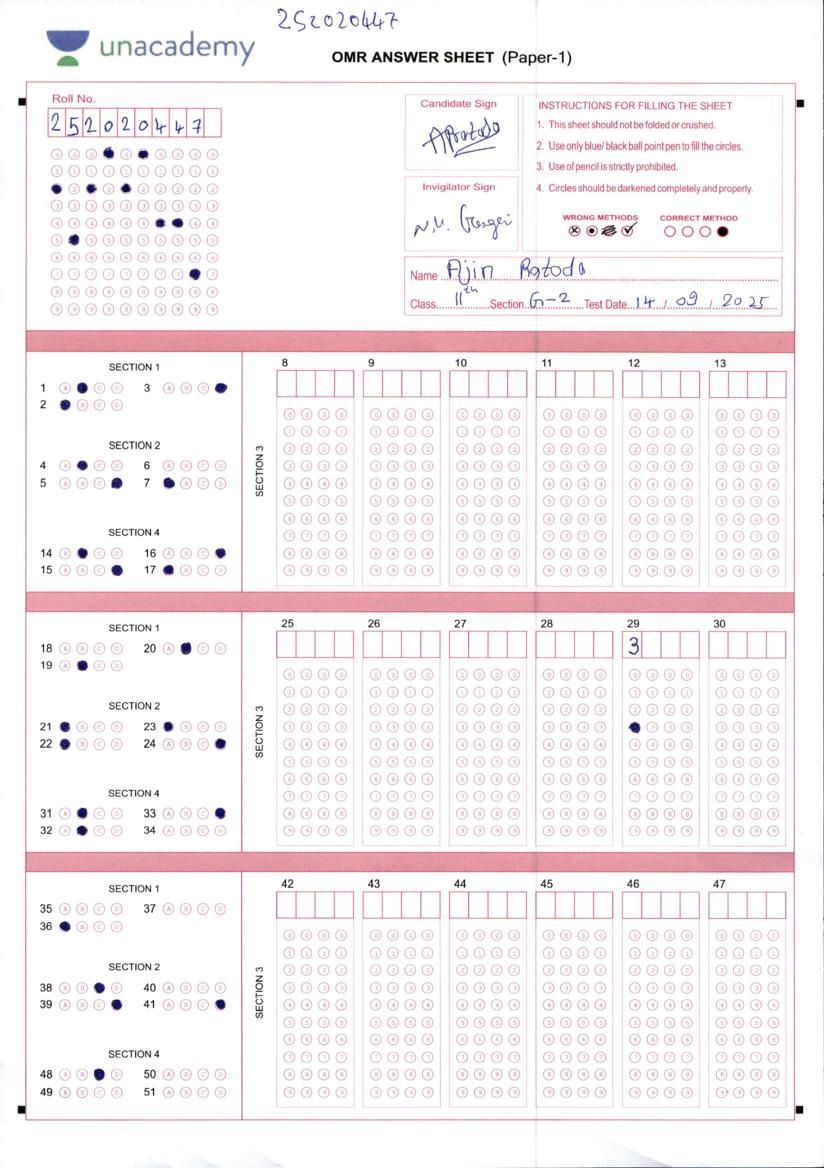 252020447
unacademy
OMR ANSWER SHEET (Paper-1)
Roll No.
2 5 2 0 2 0 4 4 7
Candidate Sign
Invigilator Sign
INSTRUCTIONS FOR FILLING THE SHEET
1. This sheet should not be folded or crushed.
2. Use only blue/ black ball point pen to fill the circles.
3. Use of pencil is strictly prohibited.
4. Circles should be darkened completely and properly.
WRONG METHODS CORRECT METHOD
Name Ajin Ratoda
Class 11th Section G-2 Test Date 14 / 09 / 2025
SECTION 1
1 A C D 3 A B C
2 B C D
SECTION 2
4 A C D 6 A B C D
5 A B C 7 B C D
SECTION 4
14 A C D 16 A B C
15 A B C 17 B C D
SECTION 3
8 9 10 11 12 13
SECTION 1
18 A B C D 20 A C D
19 A C D
SECTION 2
21 B C D 23 B C D
22 B C D 24 A B C
SECTION 4
31 A C D 33 A B C
32 A C D 34 A B C D
SECTION 3
25 26 27 28 29 30
3
SECTION 1
35 A B C D 37 A B C D
36 B C D
SECTION 2
38 A B D 40 A B C D
39 A B C 41 A B C
SECTION 4
48 A B D 50 A B C D
49 A B C D 51 A B C D
SECTION 3
42 43 44 45 46 47